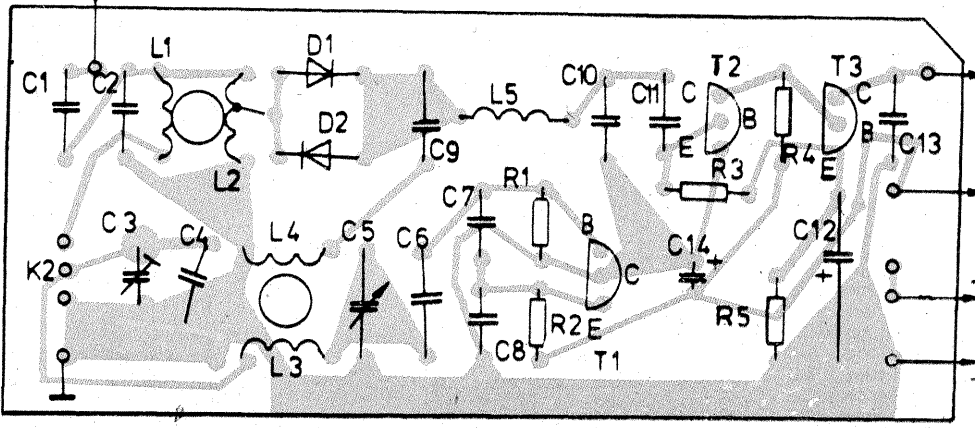 L1
D1
C1
C2
L2
D2
C9
L5
C10
C11
C
T2
B
E
R3
R4
T3
C
B
E
C13
C3
C4
L4
C5
C6
C7
R1
B
C
E
T1
C14
+
C12
+
K2
L3
C8
R2
R5